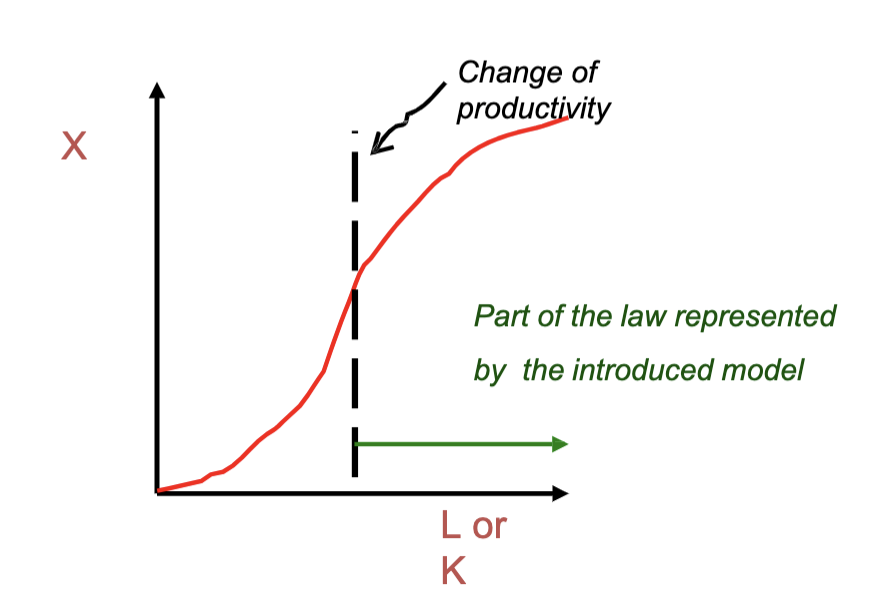 Change of
productivity
X
Part of the law represented
by the introduced model
L or
K